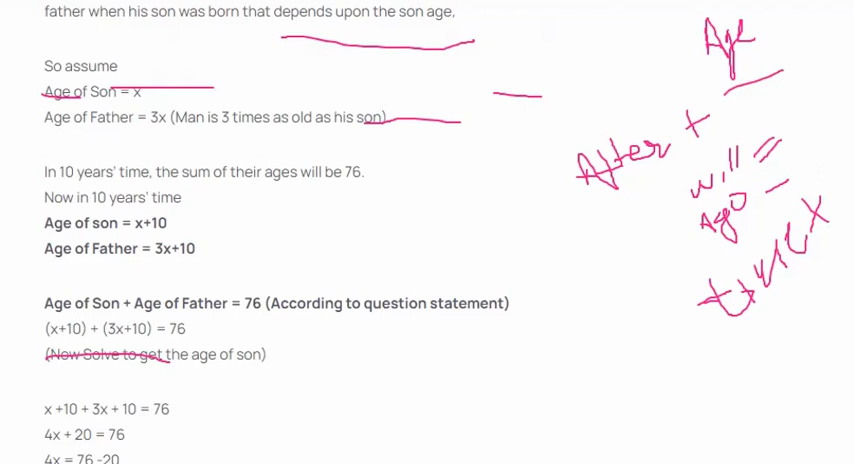 father when his son was born that depends upon the son age,
So assume
Age of Son = x
Age of Father = 3x (Man is 3 times as old as his son)
In 10 years' time, the sum of their ages will be 76.
Now in 10 years' time
Age of son = x+10
Age of Father = 3x+10
Age of Son + Age of Father = 76 (According to question statement)
(x+10) + (3x+10) = 76
(Now Solve to get the age of son)
x +10 + 3x + 10 = 76
4x + 20 = 76
4x = 76 -20
Age
After +
will =
Ago -
twice X